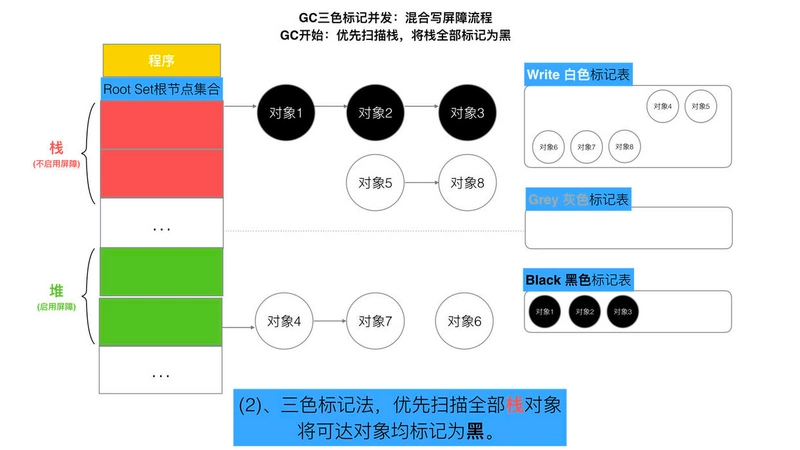 GC三色标记并发：混合写屏障流程
GC开始：优先扫描栈，将栈全部标记为黑
程序
Root Set根节点集合
栈
(不启用屏障)
...
堆
(启用屏障)
...
对象1
对象2
对象3
对象5
对象8
对象4
对象7
对象6
Write 白色标记表
对象4
对象5
对象6
对象7
对象8
Grey 灰色标记表
Black 黑色标记表
对象1
对象2
对象3
(2)、三色标记法，优先扫描全部栈对象
将可达对象均标记为黑。